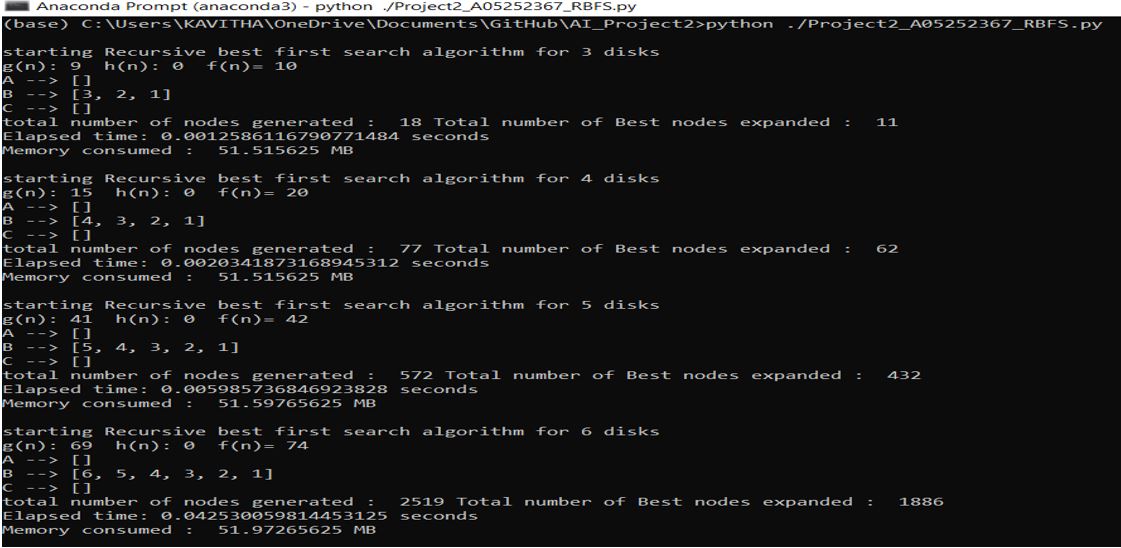 Anaconda Prompt (anaconda3) - python ./Project2_A05252367_RBFS.py
(base) C:\Users\KAVITHA\OneDrive\Documents\GitHub\AI_Project2>python ./Project2_A05252367_RBFS.py
starting Recursive best first search algorithm for 3 disks
g(n): 9 h(n): 0 f(n)= 10
A --> []
B --> [3, 2, 1]
C --> []
total number of nodes generated : 18 Total number of Best nodes expanded : 11
Elapsed time: 0.0012586116790771484 seconds
Memory consumed : 51.515625 MB
starting Recursive best first search algorithm for 4 disks
g(n): 15 h(n): 0 f(n)= 20
A --> []
B --> [4, 3, 2, 1]
C --> []
total number of nodes generated : 77 Total number of Best nodes expanded : 62
Elapsed time: 0.0020341873168945312 seconds
Memory consumed : 51.515625 MB
starting Recursive best first search algorithm for 5 disks
g(n): 41 h(n): 0 f(n)= 42
A --> []
B --> [5, 4, 3, 2, 1]
C --> []
total number of nodes generated : 572 Total number of Best nodes expanded : 432
Elapsed time: 0.005985736846923828 seconds
Memory consumed : 51.59765625 MB
starting Recursive best first search algorithm for 6 disks
g(n): 69 h(n): 0 f(n)= 74
A --> []
B --> [6, 5, 4, 3, 2, 1]
C --> []
total number of nodes generated : 2519 Total number of Best nodes expanded : 1886
Elapsed time: 0.042530059814453125 seconds
Memory consumed : 51.97265625 MB